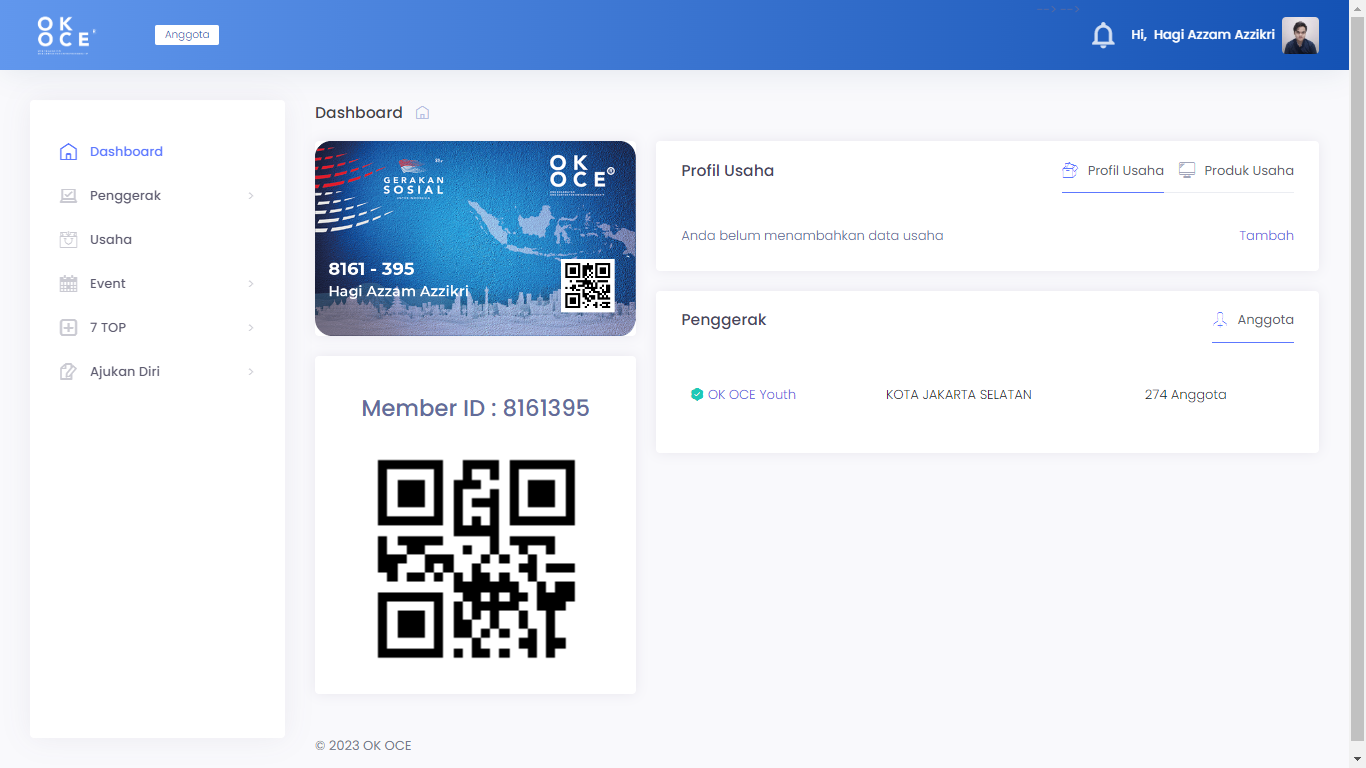 OK
OCE
Anggota
Hi, Hagi Azzam Azzikri
Dashboard
Penggerak
Usaha
Event
7 TOP
Ajukan Diri
Dashboard
GERAKAN
SOSIAL
OK
OCE®
8161 - 395
Hagi Azzam Azzikri
Member ID : 8161395
Profil Usaha
Profil Usaha
Produk Usaha
Anda belum menambahkan data usaha
Tambah
Penggerak
Anggota
OK OCE Youth
KOTA JAKARTA SELATAN
274 Anggota
© 2023 OK OCE